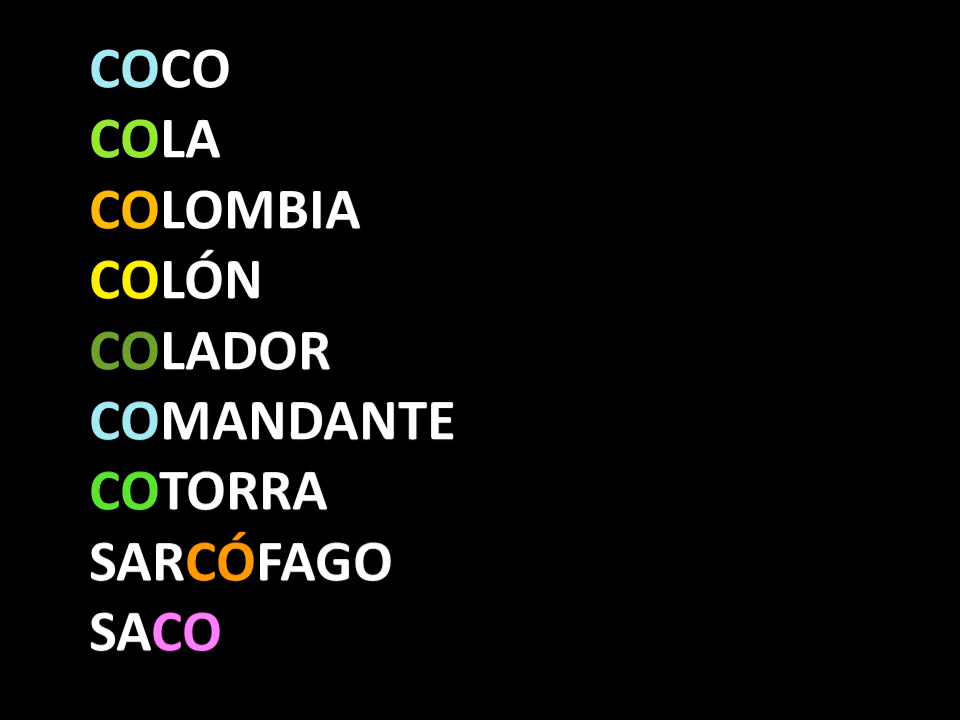 COCO
COLA
COLOMBIA
COLÓN
COLADOR
COMANDANTE
COTORRA
SARCÓFAGO
SACO